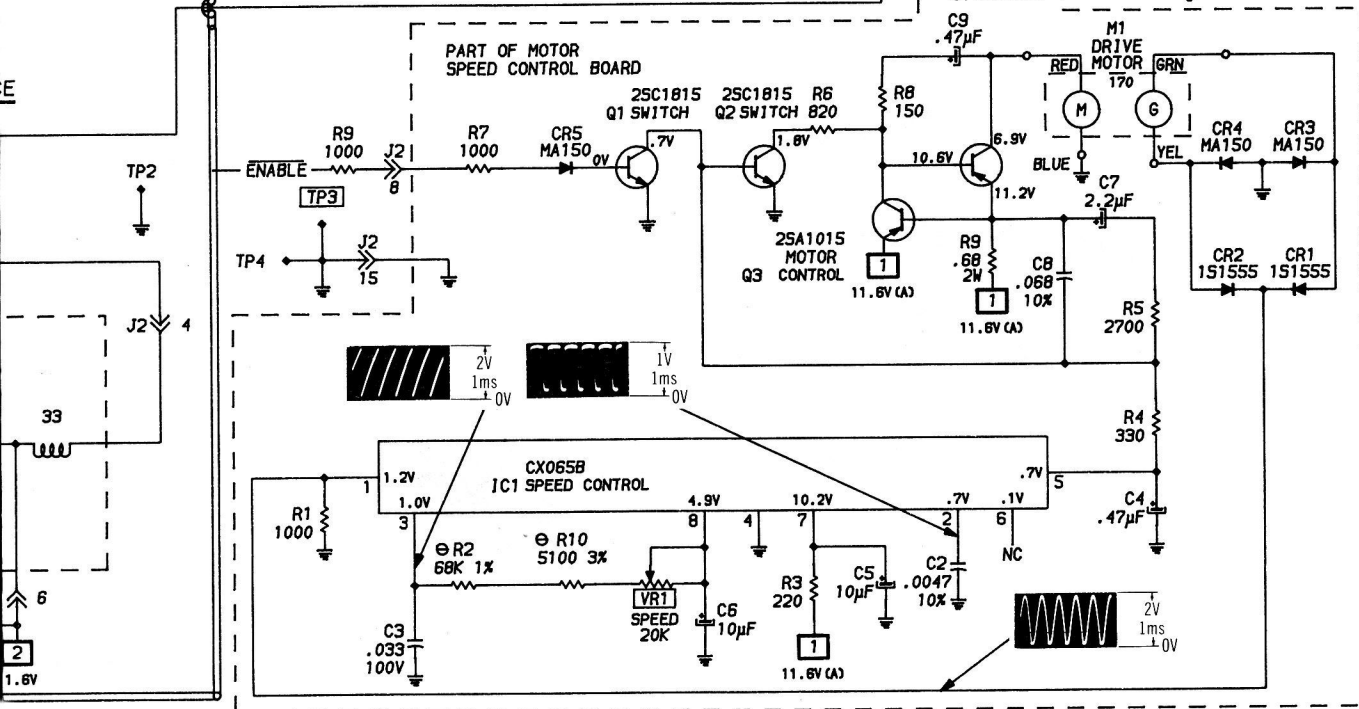 C9
.47µF
M1
DRIVE
MOTOR
170
RED
GRN
PART OF MOTOR
SPEED CONTROL BOARD
CE
2SC1815
Q1 SWITCH
2SC1815
Q2 SWITCH
R6
820
R8
150
M
G
R9
1000
J2
8
R7
1000
CR5
MA150
0V
.7V
1.8V
6.9V
10.6V
11.2V
BLUE
YEL
CR4
MA150
CR3
MA150
TP2
ENABLE
TP3
TP4
J2
15
C7
2.2µF
2SA1015
MOTOR
Q3 CONTROL
1
11.6V (A)
R9
.68
2W
1
11.6V (A)
C8
.068
10%
CR2
1S1555
CR1
1S1555
R5
2700
J2
4
2V
1ms
0V
1V
1ms
0V
33
R4
330
CX065B
IC1 SPEED CONTROL
1.2V
1
1.0V
3
4.9V
8
4
10.2V
7
.7V
2
.1V
6
.7V
5
R1
1000
NC
C4
.47µF
⊖ R2
68K 1%
⊖ R10
5100 3%
VR1
SPEED
20K
C6
10µF
R3
220
C5
10µF
C2
.0047
10%
1
11.6V (A)
C3
.033
100V
6
2
1.6V
2V
1ms
0V